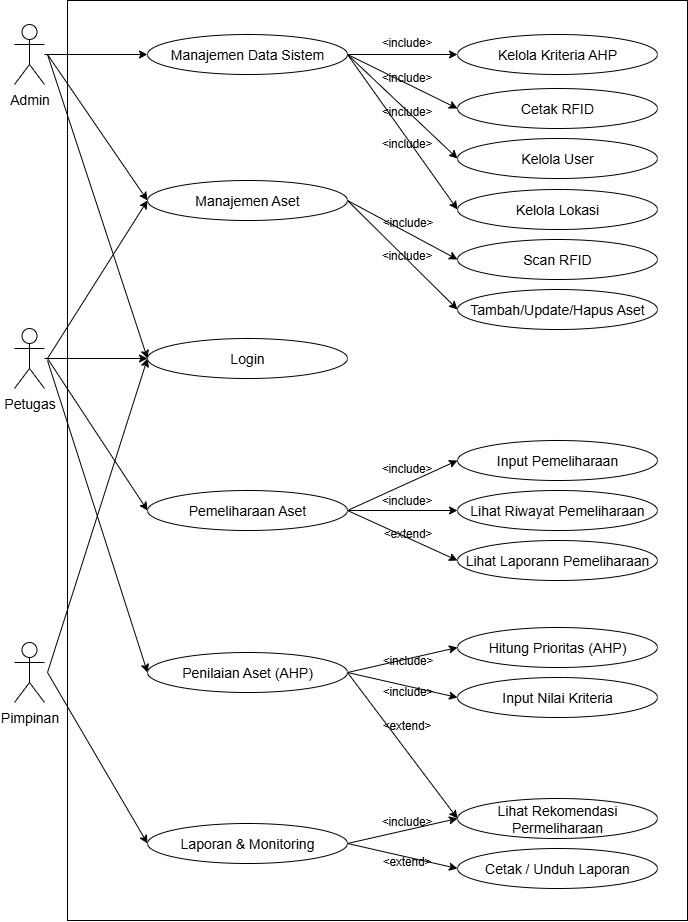 <include>
Manajemen Data Sistem
Kelola Kriteria AHP
Admin
<include>
Cetak RFID
<include>
<include>
Kelola User
Manajemen Aset
Kelola Lokasi
<include>
<include>
Scan RFID
Tambah/Update/Hapus Aset
Login
Petugas
<include>
Input Pemeliharaan
<include>
Pemeliharaan Aset
Lihat Riwayat Pemeliharaan
<extend>
Lihat Laporann Pemeliharaan
Hitung Prioritas (AHP)
<include>
Penilaian Aset (AHP)
<include>
Input Nilai Kriteria
Pimpinan
<extend>
<include>
Lihat Rekomendasi
Permeliharaan
Laporan & Monitoring
<extend>
Cetak / Unduh Laporan